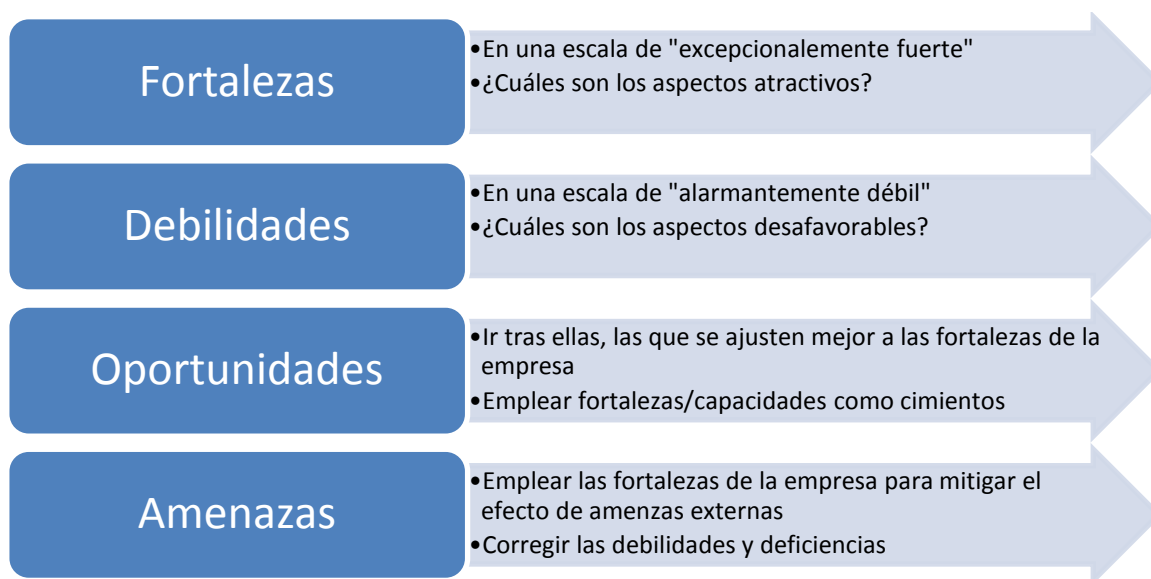 Fortalezas
•En una escala de "excepcionalemente fuerte"
•¿Cuáles son los aspectos atractivos?
Debilidades
•En una escala de "alarmantemente débil"
•¿Cuáles son los aspectos desafavorables?
Oportunidades
•Ir tras ellas, las que se ajusten mejor a las fortalezas de la
empresa
•Emplear fortalezas/capacidades como cimientos
Amenazas
•Emplear las fortalezas de la empresa para mitigar el
efecto de amenzas externas
•Corregir las debilidades y deficiencias